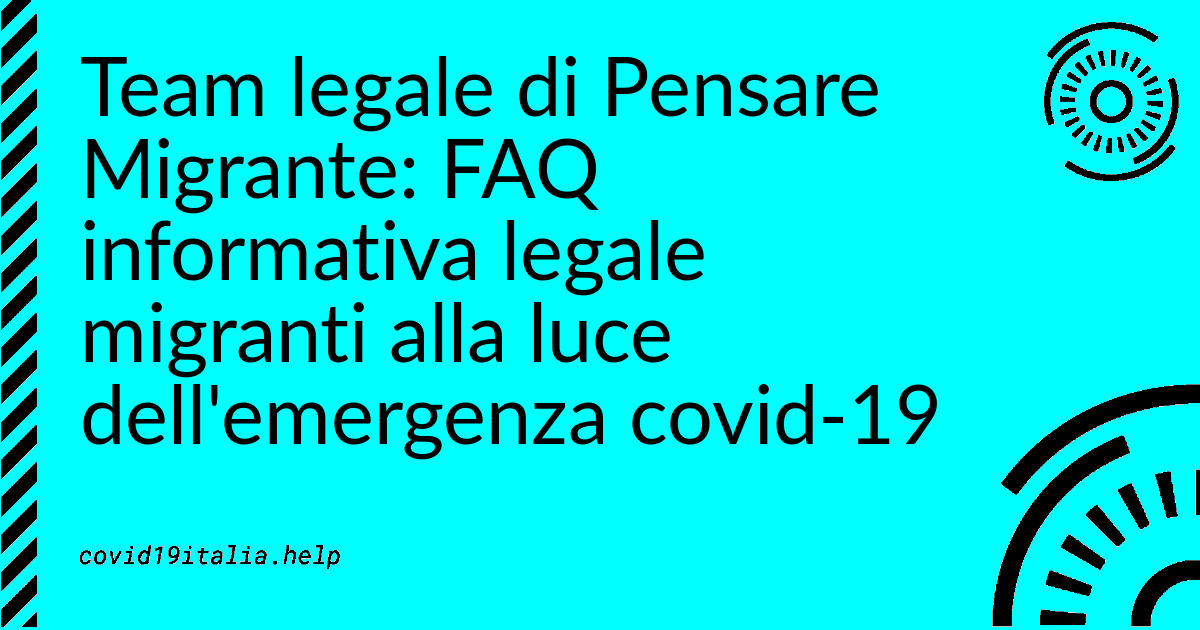 Team legale di Pensare
Migrante: FAQ
informativa legale
migranti alla luce
dell'emergenza covid-19
covid19italia.help